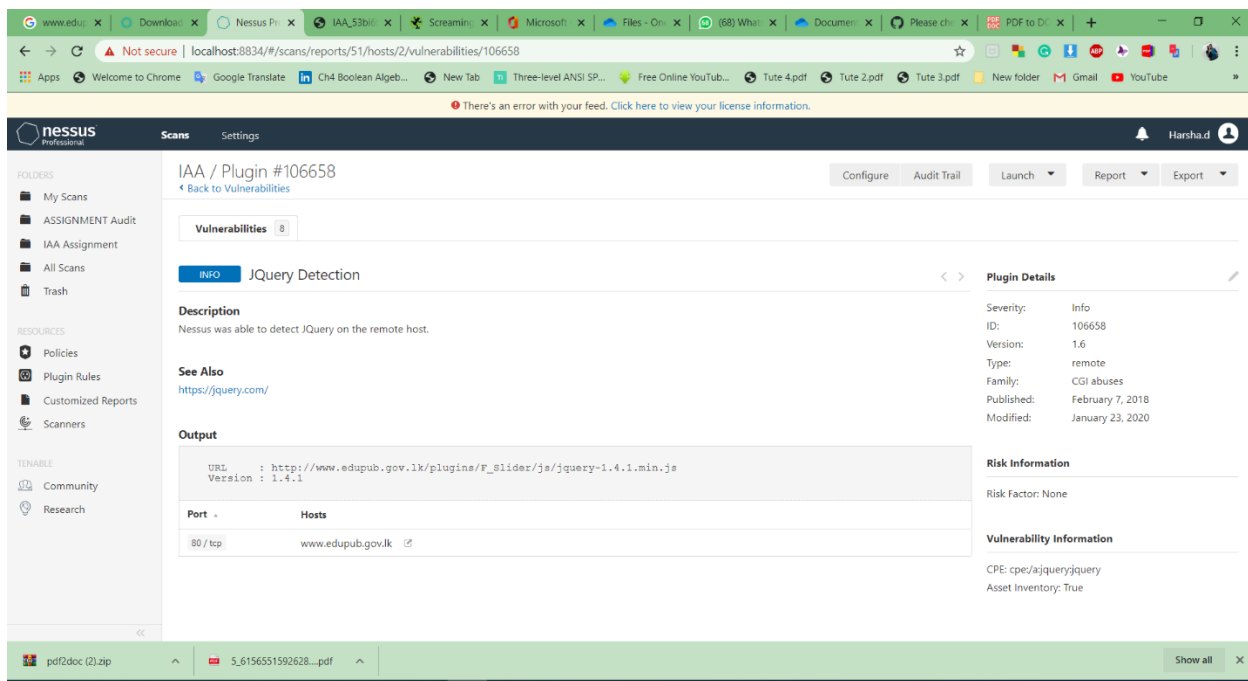 www.edup
Download
Nessus Pr
IAA_53bi6
Screaming
Microsoft
Files - One
(68) What
Document
Please che
PDF to DO
Not secure | localhost:8834/#/scans/reports/51/hosts/2/vulnerabilities/106658
Apps Welcome to Chrome Google Translate Ch4 Boolean Algeb... New Tab Three-level ANSI SP... Free Online YouTub... Tute 4.pdf Tute 2.pdf Tute 3.pdf New folder Gmail YouTube »
There's an error with your feed. Click here to view your license information.
nessus Professional
Scans Settings
Harsha.d
FOLDERS
My Scans
ASSIGNMENT Audit
IAA Assignment
All Scans
Trash
RESOURCES
Policies
Plugin Rules
Customized Reports
Scanners
TENABLE
Community
Research
IAA / Plugin #106658
Back to Vulnerabilities
Configure Audit Trail Launch Report Export
Vulnerabilities 8
INFO JQuery Detection
Description
Nessus was able to detect JQuery on the remote host.
See Also
https://jquery.com/
Output
URL : http://www.edupub.gov.lk/plugins/F_Slider/js/jquery-1.4.1.min.js
Version : 1.4.1
Port Hosts
80 / tcp www.edupub.gov.lk
Plugin Details
Severity: Info
ID: 106658
Version: 1.6
Type: remote
Family: CGI abuses
Published: February 7, 2018
Modified: January 23, 2020
Risk Information
Risk Factor: None
Vulnerability Information
CPE: cpe:/a:jquery:jquery
Asset Inventory: True
pdf2doc (2).zip
5_6156551592628....pdf
Show all